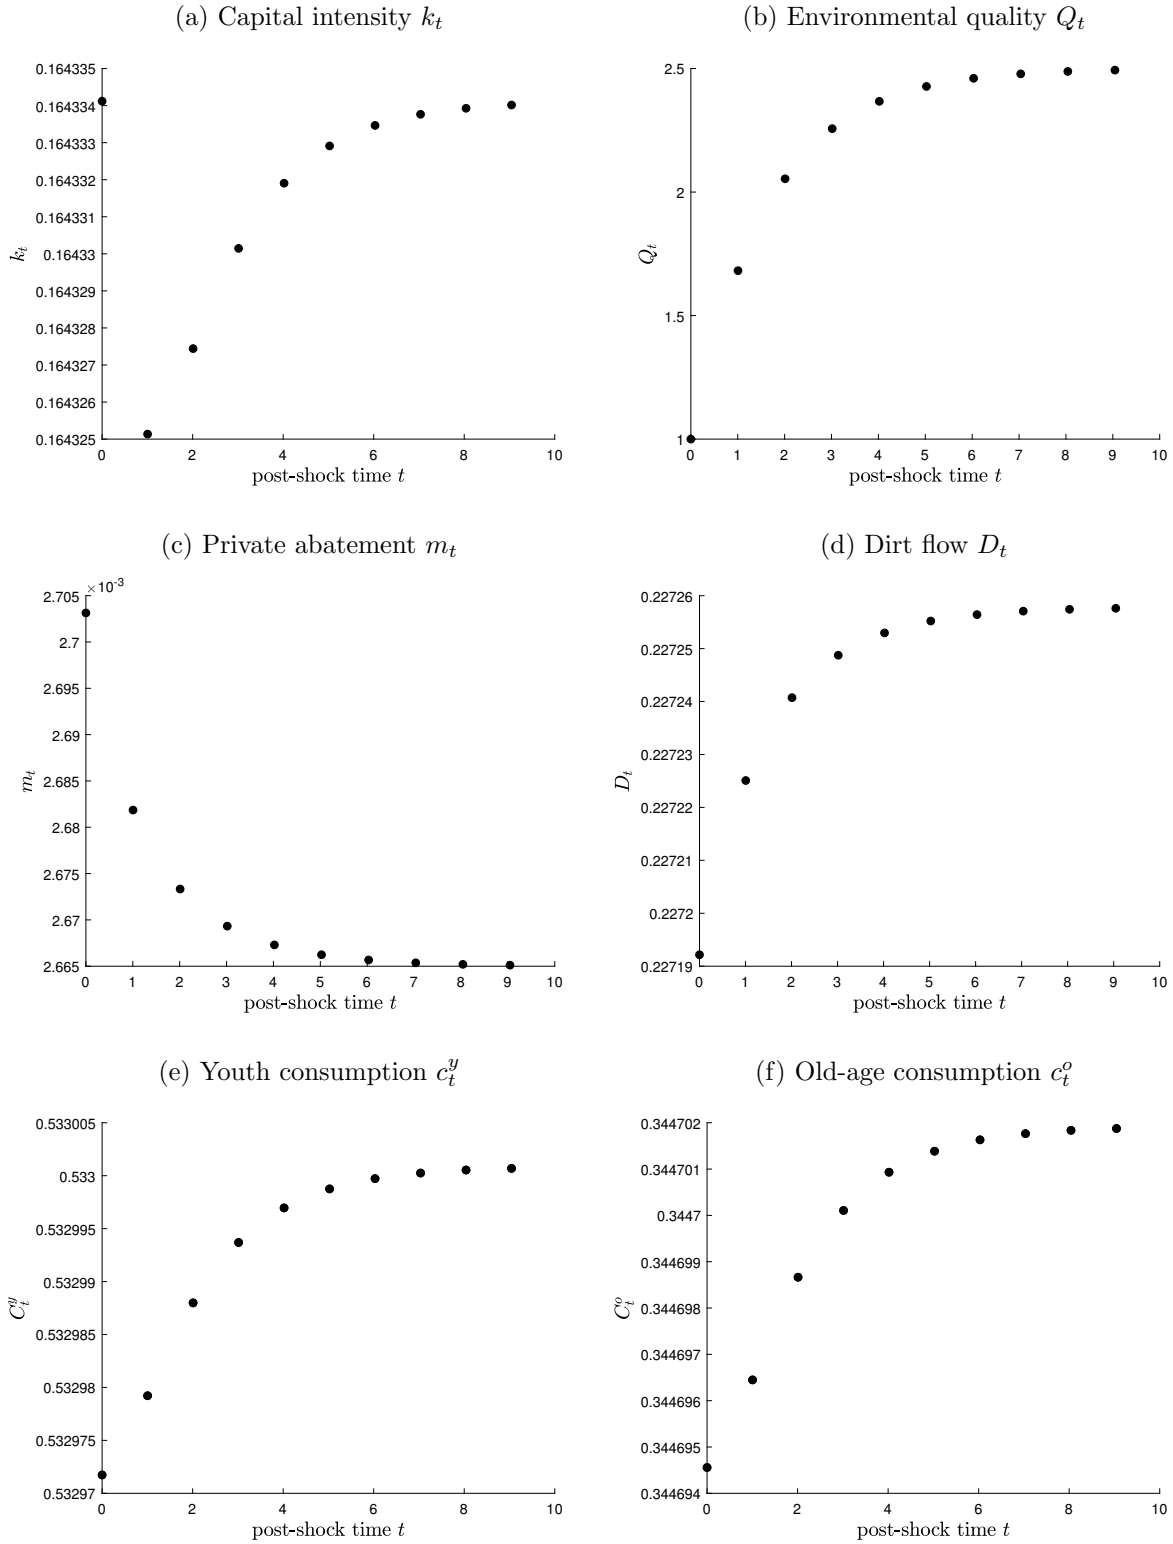 (a) Capital intensity k_t
(b) Environmental quality Q_t
0.164335
0.164334
0.164333
0.164332
0.164331
0.16433
0.164329
0.164328
0.164327
0.164326
0.164325
k_t
0 2 4 6 8 10
post-shock time t
2.5
2
1.5
1
Q_t
0 1 2 3 4 5 6 7 8 9 10
post-shock time t
(c) Private abatement m_t
(d) Dirt flow D_t
×10^-3
2.705
2.7
2.695
2.69
2.685
2.68
2.675
2.67
2.665
m_t
0 1 2 3 4 5 6 7 8 9 10
post-shock time t
0.22726
0.22725
0.22724
0.22723
0.22722
0.22721
0.2272
0.22719
D_t
0 1 2 3 4 5 6 7 8 9 10
post-shock time t
(e) Youth consumption c_t^y
(f) Old-age consumption c_t^o
0.533005
0.533
0.532995
0.53299
0.532985
0.53298
0.532975
0.53297
C_t^y
0 2 4 6 8 10
post-shock time t
0.344702
0.344701
0.3447
0.344699
0.344698
0.344697
0.344696
0.344695
0.344694
C_t^o
0 2 4 6 8 10
post-shock time t